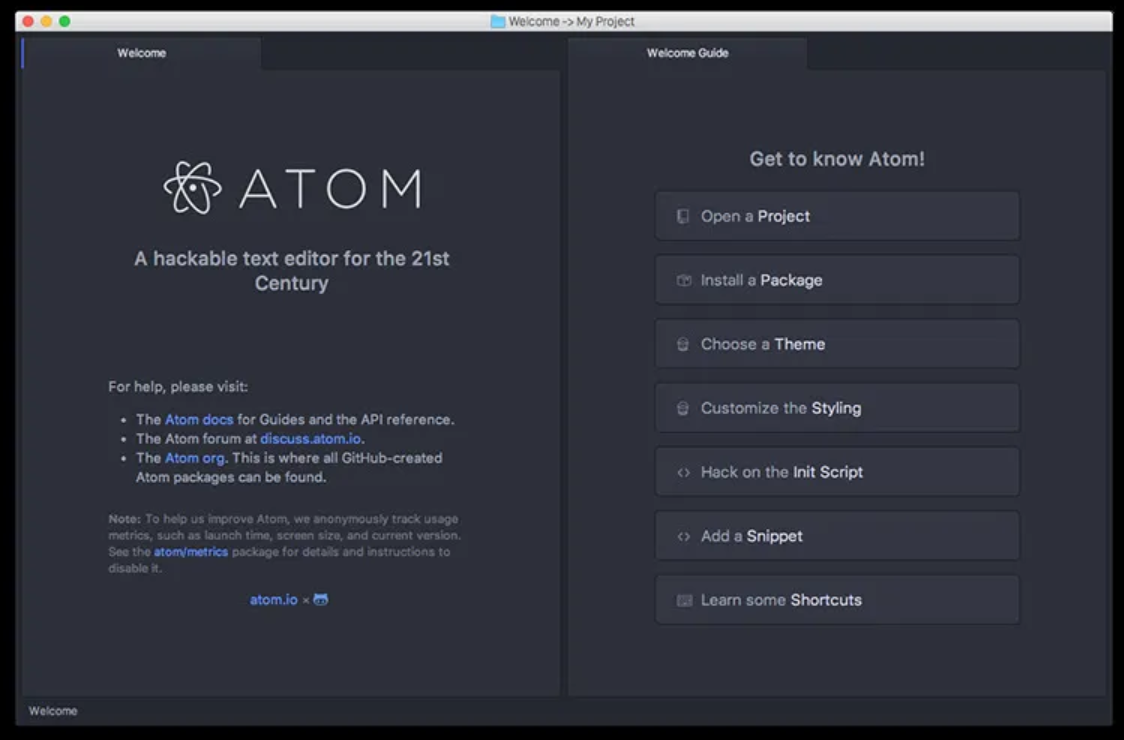 Welcome -> My Project
Welcome
Welcome Guide
ATOM
A hackable text editor for the 21st
Century
For help, please visit:
• The Atom docs for Guides and the API reference.
• The Atom forum at discuss.atom.io.
• The Atom org. This is where all GitHub-created
Atom packages can be found.
Note: To help us improve Atom, we anonymously track usage
metrics, such as launch time, screen size, and current version.
See the atom/metrics package for details and instructions to
disable it.
atom.io ×
Get to know Atom!
Open a Project
Install a Package
Choose a Theme
Customize the Styling
Hack on the Init Script
Add a Snippet
Learn some Shortcuts
Welcome